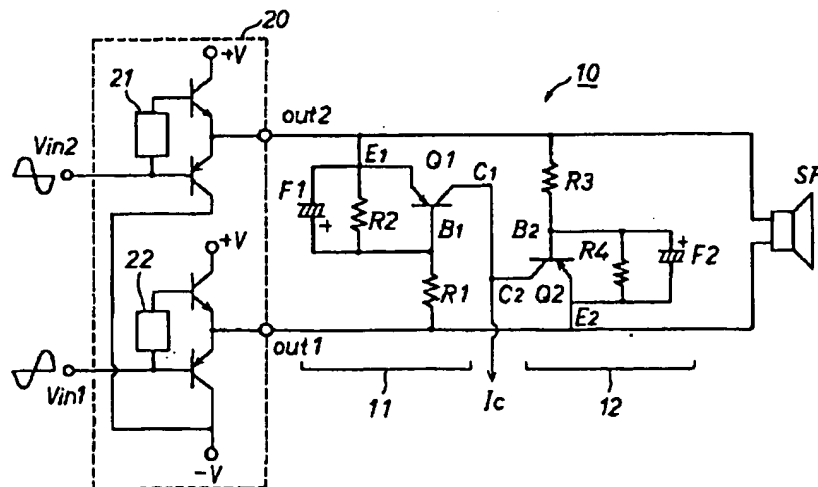 20
+V
21
10
out2
Vin2
E1
Q1
C1
R3
SP
F1
+
R2
B1
B2
R4
+
F2
+V
22
R1
C2
Q2
E2
out1
Vin1
11
Ic
12
-V